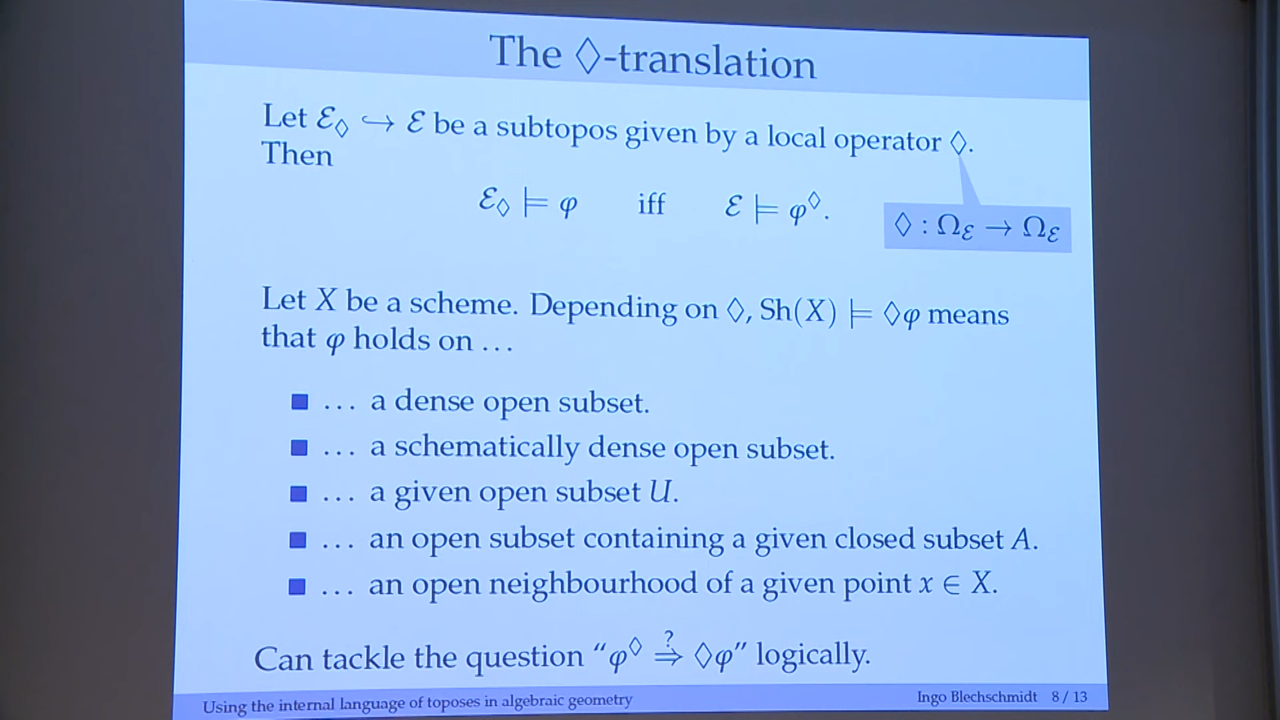 The ◇-translation
Let ℰ◇ ↪ ℰ be a subtopos given by a local operator ◇.
Then
ℰ◇ ⊨ φ iff ℰ ⊨ φ^◇.
◇ : Ω_ℰ → Ω_ℰ
Let X be a scheme. Depending on ◇, Sh(X) ⊨ ◇φ means
that φ holds on …
■ … a dense open subset.
■ … a schematically dense open subset.
■ … a given open subset U.
■ … an open subset containing a given closed subset A.
■ … an open neighbourhood of a given point x ∈ X.
Can tackle the question “φ^◇ ⇒? ◇φ” logically.
Using the internal language of toposes in algebraic geometry
Ingo Blechschmidt 8 / 13